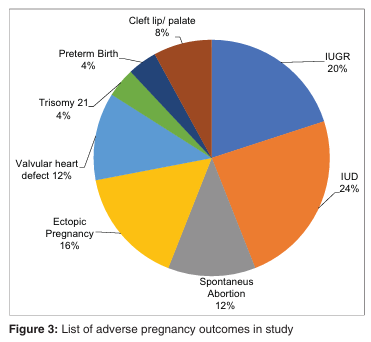 Cleft lip/ palate
8%
IUGR
20%
IUD
24%
Spontaneus
Abortion
12%
Ectopic
Pregnancy
16%
Valvular heart
defect 12%
Trisomy 21
4%
Preterm Birth
4%
Figure 3: List of adverse pregnancy outcomes in study